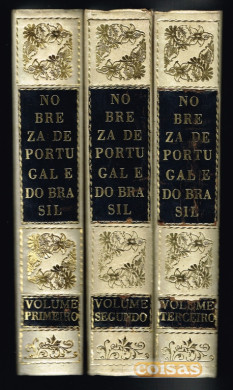 NO
BRE
ZA DE
PORTU
GAL E
DO BRA
SIL
VOLUME
PRIMEIRO
NO
BRE
ZA DE
PORTU
GAL E
DO BRA
SIL
VOLUME
SEGUNDO
NO
BRE
ZA DE
PORTU
GAL E
DO BRA
SIL
VOLUME
TERCEIRO
coisas